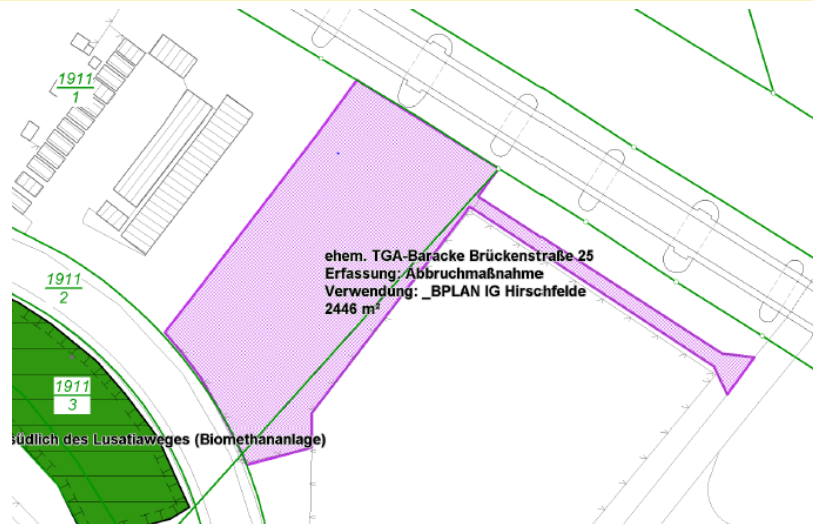 1911
1
ehem. TGA-Baracke Brückenstraße 25
Erfassung: Abbruchmaßnahme
Verwendung: _BPLAN IG Hirschfelde
2446 m²
1911
2
1911
3
südlich des Lusatiaweges (Biomethananlage)